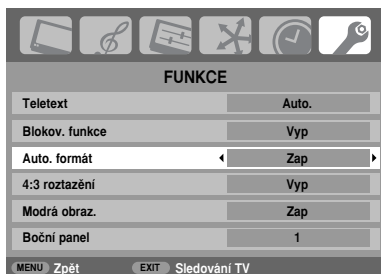 FUNKCE
Teletext Auto.
Blokov. funkce Vyp
Auto. formát Zap
4:3 roztazění Vyp
Modrá obraz. Zap
Boční panel 1
MENU Zpět EXIT Sledování TV